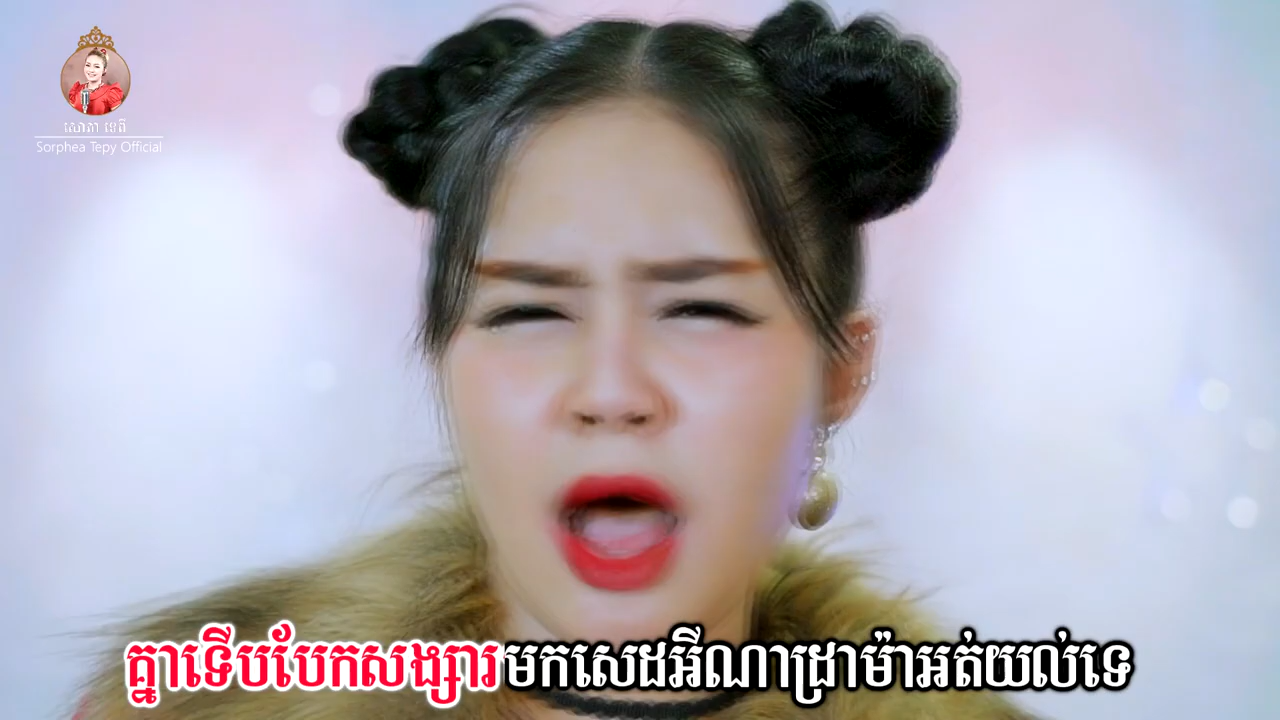 សោភា ទេពី
Sorphea Tepy Official
គ្នាទើបបែកសង្សារមកសេដអីណាដ្រាម៉ាអត់យល់ទេ